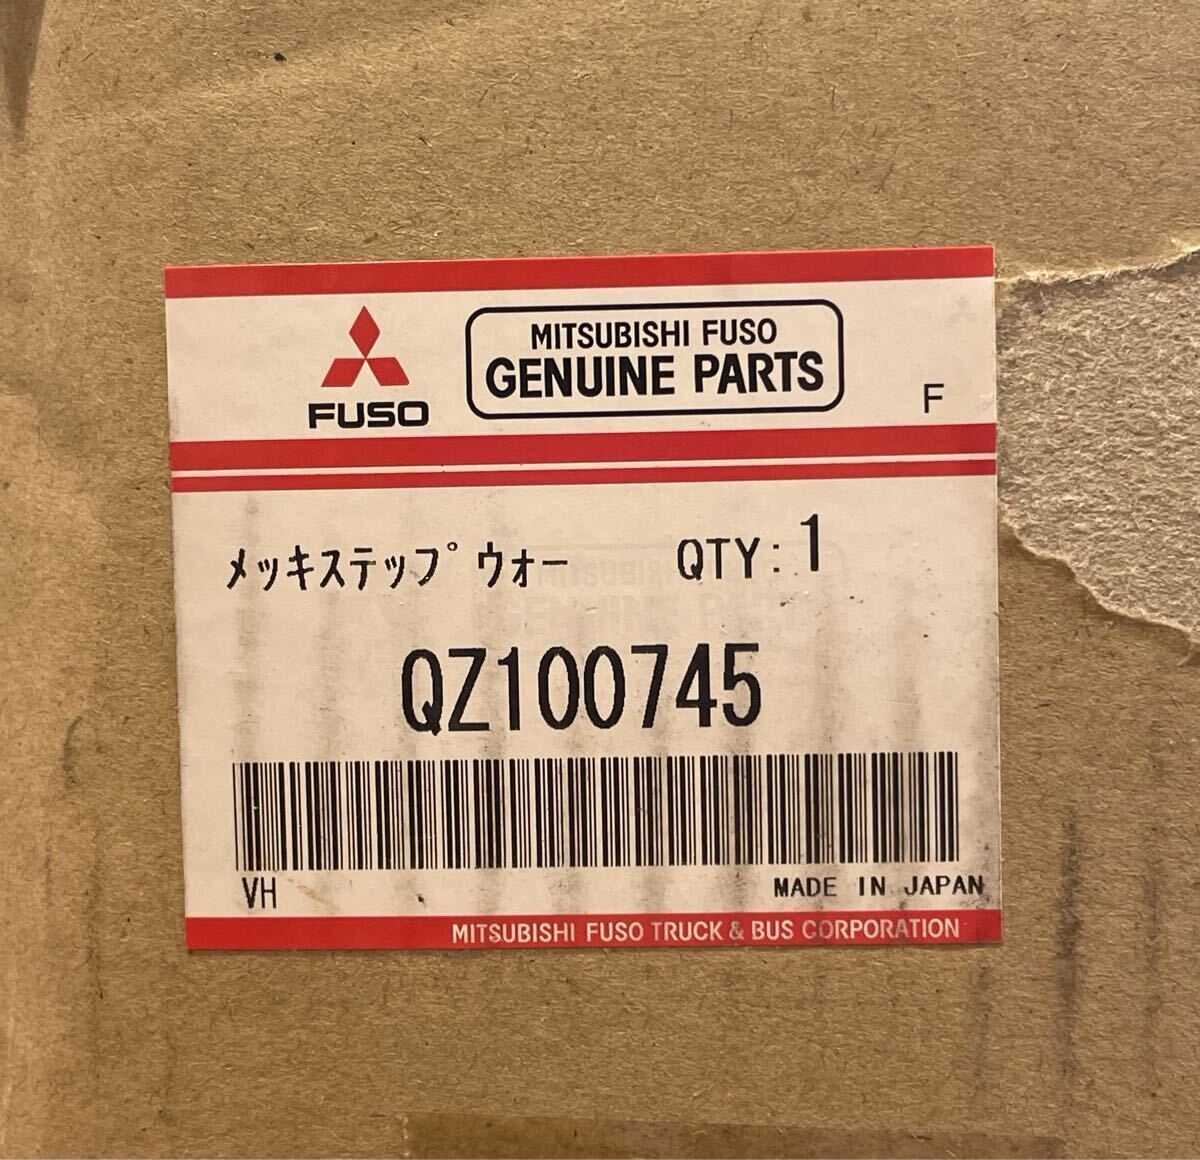 MITSUBISHI FUSO
GENUINE PARTS
FUSO
F
メッキステップ ウォー QTY: 1
QZ100745
VH MADE IN JAPAN
MITSUBISHI FUSO TRUCK & BUS CORPORATION